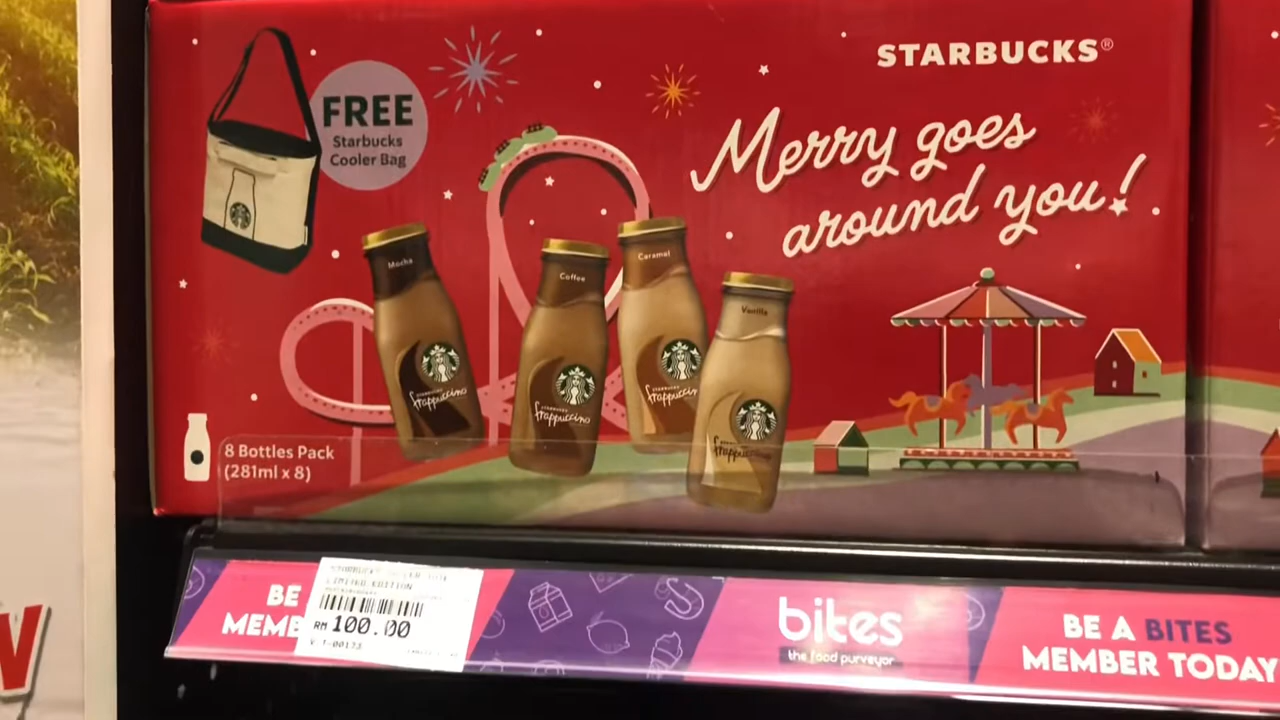 STARBUCKS®
FREE
Starbucks
Cooler Bag
Merry goes
around you!
Mocha
Coffee
Caramel
Vanilla
frappuccino
frappuccino
frappuccino
frappuccino
8 Bottles Pack
(281ml x 8)
BE
MEMB
LIMITED EDITION
RM 100.00
bites
the food purveyor
BE A BITES
MEMBER TODAY